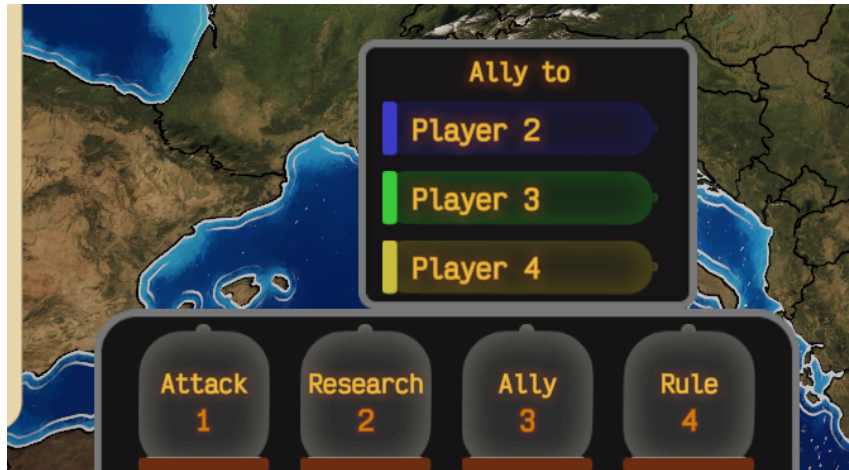 Ally to
Player 2
Player 3
Player 4
Attack Research Ally Rule
1 2 3 4